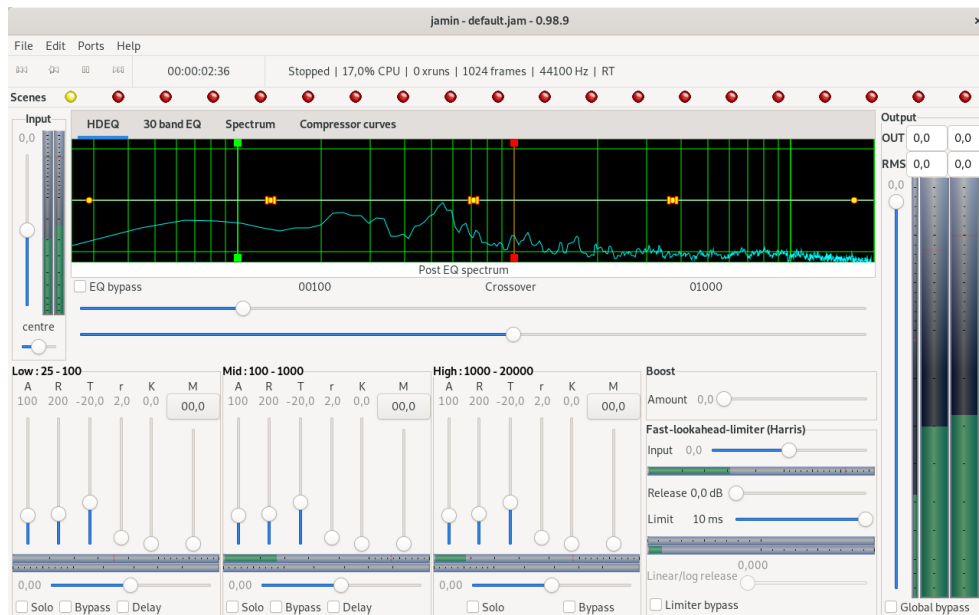 jamin - default.jam - 0.98.9
File Edit Ports Help
00:00:02:36 Stopped | 17,0% CPU | 0 xruns | 1024 frames | 44100 Hz | RT
Scenes
Input
0,0
centre
HDEQ 30 band EQ Spectrum Compressor curves
Post EQ spectrum
EQ bypass 00100 Crossover 01000
Output
OUT 0,0 0,0
RMS 0,0 0,0
0,0
Global bypass
Low : 25 - 100
A R T r K M
100 200 -20,0 2,0 0,0 00,0
0,00
Solo Bypass Delay
Mid : 100 - 1000
A R T r K M
100 200 -20,0 2,0 0,0 00,0
0,00
Solo Bypass Delay
High : 1000 - 20000
A R T r K M
100 200 -20,0 2,0 0,0 00,0
0,00
Solo Bypass
Boost
Amount 0,0
Fast-lookahead-limiter (Harris)
Input 0,0
Release 0,0 dB
Limit 10 ms
0,000
Linear/log release
Limiter bypass